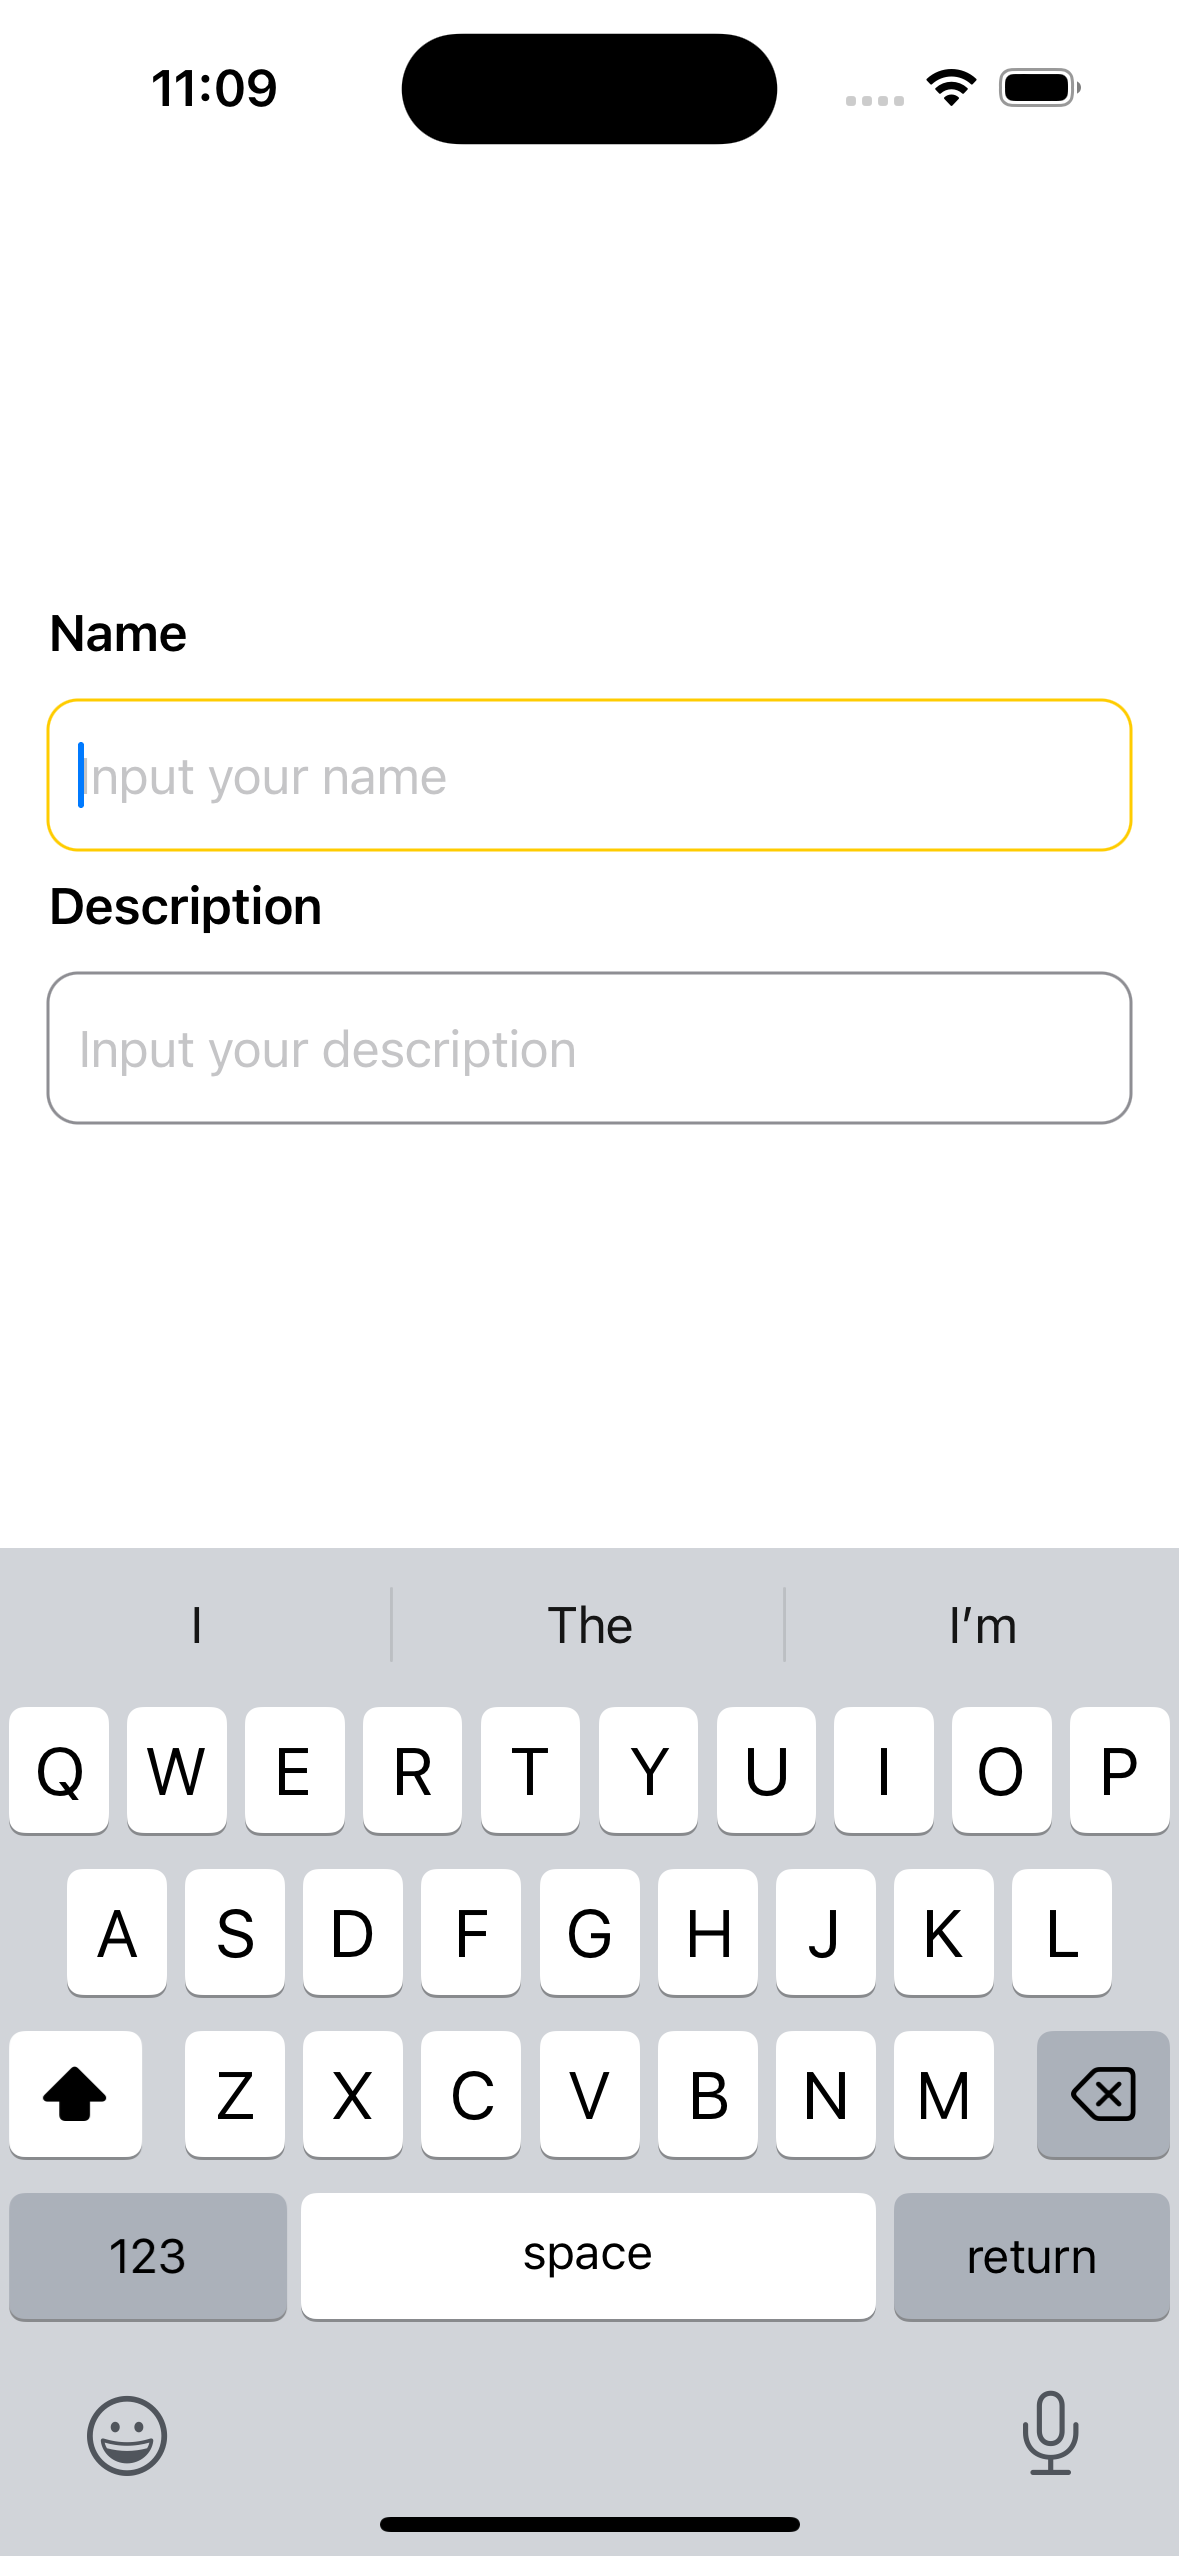 11:09
Name
Input your name
Description
Input your description
I The I’m
Q W E R T Y U I O P
A S D F G H J K L
Z X C V B N M
123 space return